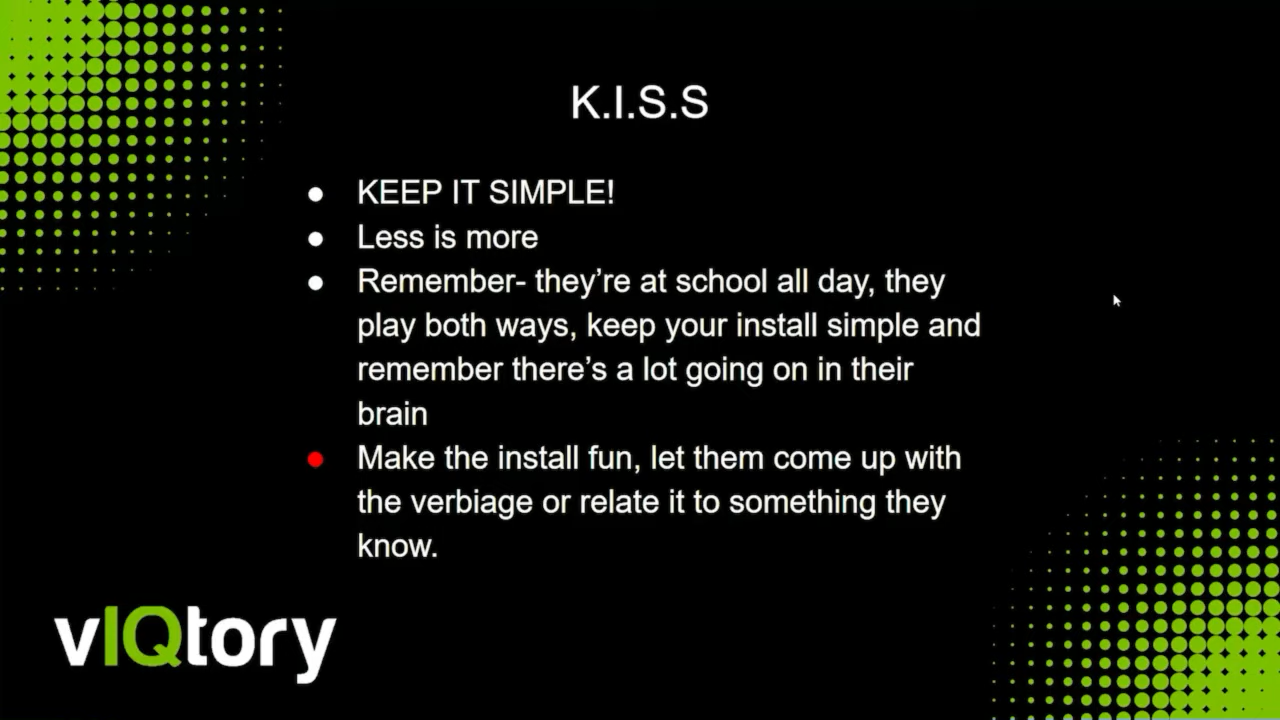 K.I.S.S
● KEEP IT SIMPLE!
● Less is more
● Remember- they’re at school all day, they
play both ways, keep your install simple and
remember there’s a lot going on in their
brain
● Make the install fun, let them come up with
the verbiage or relate it to something they
know.
vIQtory